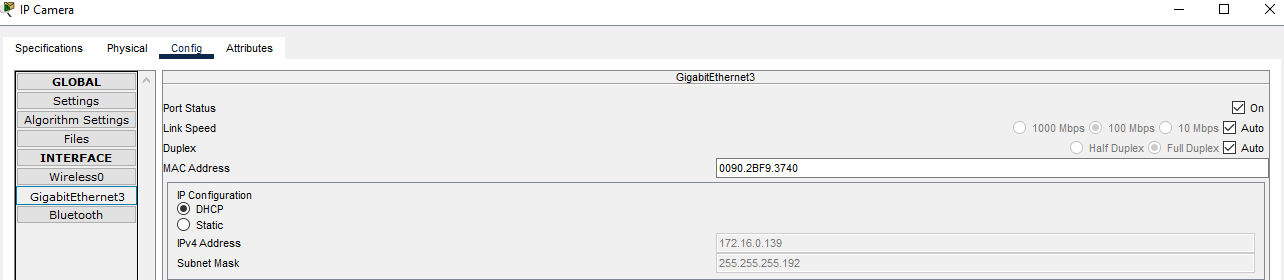 IP Camera
Specifications Physical Config Attributes
GLOBAL
Settings
Algorithm Settings
Files
INTERFACE
Wireless0
GigabitEthernet3
Bluetooth
GigabitEthernet3
Port Status On
Link Speed 1000 Mbps 100 Mbps 10 Mbps Auto
Duplex Half Duplex Full Duplex Auto
MAC Address 0090.2BF9.3740
IP Configuration
DHCP
Static
IPv4 Address 172.16.0.139
Subnet Mask 255.255.255.192